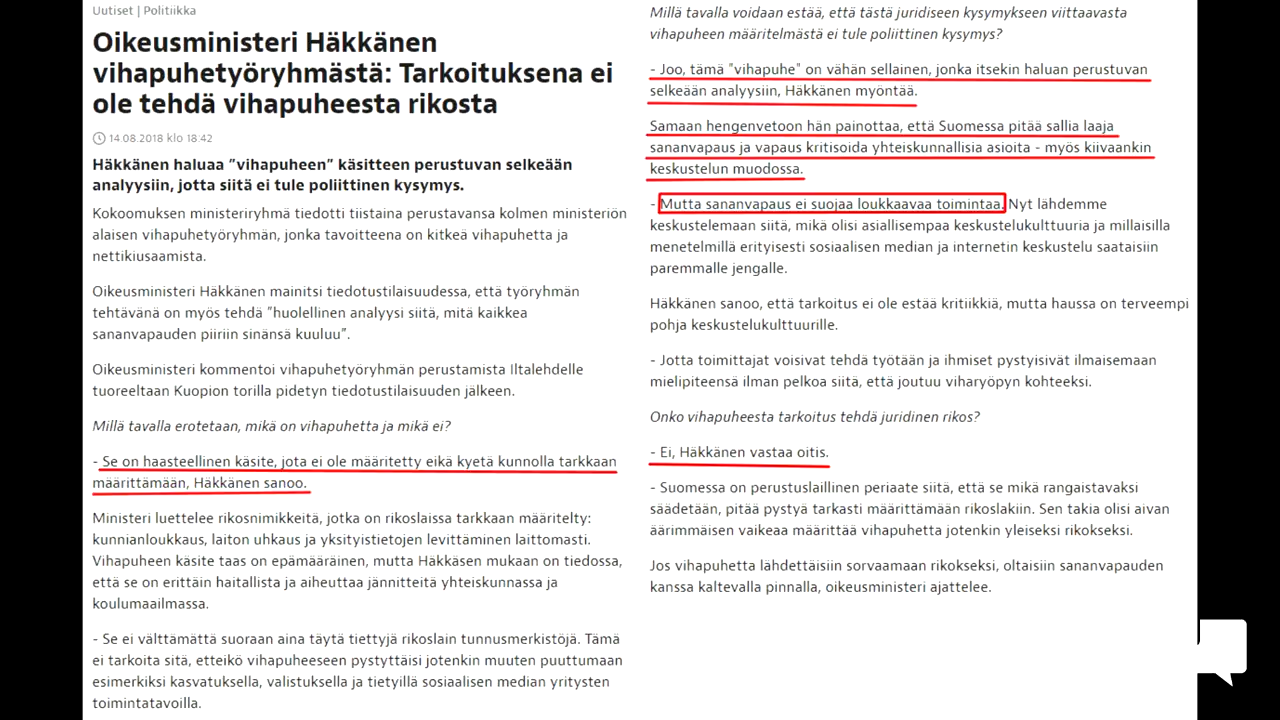 Uutiset | Politiikka
Oikeusministeri Häkkänen
vihapuhetyöryhmästä: Tarkoituksena ei
ole tehdä vihapuheesta rikosta
14.08.2018 klo 18:42
Häkkänen haluaa ”vihapuheen” käsitteen perustuvan selkeään
analyysiin, jotta siitä ei tule poliittinen kysymys.
Kokoomuksen ministeriryhmä tiedotti tiistaina perustavansa kolmen ministeriön
alaisen vihapuhetyöryhmän, jonka tavoitteena on kitkeä vihapuhetta ja
nettikiusaamista.
Oikeusministeri Häkkänen mainitsi tiedotustilaisuudessa, että työryhmän
tehtävänä on myös tehdä ”huolellinen analyysi siitä, mitä kaikkea
sananvapauden piiriin sinänsä kuuluu”.
Oikeusministeri kommentoi vihapuhetyöryhmän perustamista Iltalehdelle
tuoreeltaan Kuopion torilla pidetyn tiedotustilaisuuden jälkeen.
Millä tavalla erotetaan, mikä on vihapuhetta ja mikä ei?
- Se on haasteellinen käsite, jota ei ole määritetty eikä kyetä kunnolla tarkkaan
määrittämään, Häkkänen sanoo.
Ministeri luettelee rikosnimikkeitä, jotka on rikoslaissa tarkkaan määritelty:
kunnianloukkaus, laiton uhkaus ja yksityistietojen levittäminen laittomasti.
Vihapuheen käsite taas on epämääräinen, mutta Häkkäsen mukaan on tiedossa,
että se on erittäin haitallista ja aiheuttaa jännitteitä yhteiskunnassa ja
koulumaailmassa.
- Se ei välttämättä suoraan aina täytä tiettyjä rikoslain tunnusmerkistöjä. Tämä
ei tarkoita sitä, etteikö vihapuheeseen pystyttäisi jotenkin muuten puuttumaan
esimerkiksi kasvatuksella, valistuksella ja tietyillä sosiaalisen median yritysten
toimintatavoilla.
Millä tavalla voidaan estää, että tästä juridiseen kysymykseen viittaavasta
vihapuheen määritelmästä ei tule poliittinen kysymys?
- Joo, tämä ”vihapuhe” on vähän sellainen, jonka itsekin haluan perustuvan
selkeään analyysiin, Häkkänen myöntää.
Samaan hengenvetoon hän painottaa, että Suomessa pitää sallia laaja
sananvapaus ja vapaus kritisoida yhteiskunnallisia asioita - myös kiivaankin
keskustelun muodossa.
- Mutta sananvapaus ei suojaa loukkaavaa toimintaa. Nyt lähdemme
keskustelemaan siitä, mikä olisi asiallisempaa keskustelukulttuuria ja millaisilla
menetelmillä erityisesti sosiaalisen median ja internetin keskustelu saataisiin
paremmalle jengalle.
Häkkänen sanoo, että tarkoitus ei ole estää kritiikkiä, mutta haussa on terveempi
pohja keskustelukulttuurille.
- Jotta toimittajat voisivat tehdä työtään ja ihmiset pystyisivät ilmaisemaan
mielipiteensä ilman pelkoa siitä, että joutuu viharyöpyn kohteeksi.
Onko vihapuheesta tarkoitus tehdä juridinen rikos?
- Ei, Häkkänen vastaa oitis.
- Suomessa on perustuslaillinen periaate siitä, että se mikä rangaistavaksi
säädetään, pitää pystyä tarkasti määrittämään rikoslakiin. Sen takia olisi aivan
äärimmäisen vaikeaa määrittää vihapuhetta jotenkin yleiseksi rikokseksi.
Jos vihapuhetta lähdettäisiin sorvaamaan rikokseksi, oltaisiin sananvapauden
kanssa kaltevalla pinnalla, oikeusministeri ajattelee.